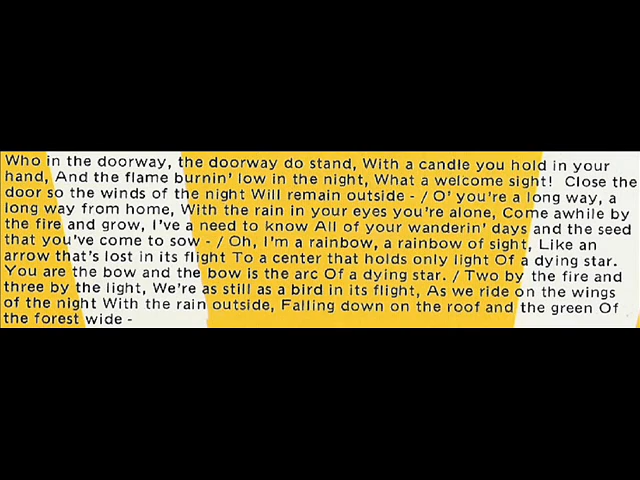 Who in the doorway, the doorway do stand, With a candle you hold in your
hand, And the flame burnin' low in the night, What a welcome sight! Close the
door so the winds of the night Will remain outside - / O' you're a long way, a
long way from home, With the rain in your eyes you're alone, Come awhile by
the fire and grow, I've a need to know All of your wanderin' days and the seed
that you've come to sow - / Oh, I'm a rainbow, a rainbow of sight, Like an
arrow that's lost in its flight To a center that holds only light Of a dying star.
You are the bow and the bow is the arc Of a dying star. / Two by the fire and
three by the light, We're as still as a bird in its flight, As we ride on the wings
of the night With the rain outside, Falling down on the roof and the green Of
the forest wide -